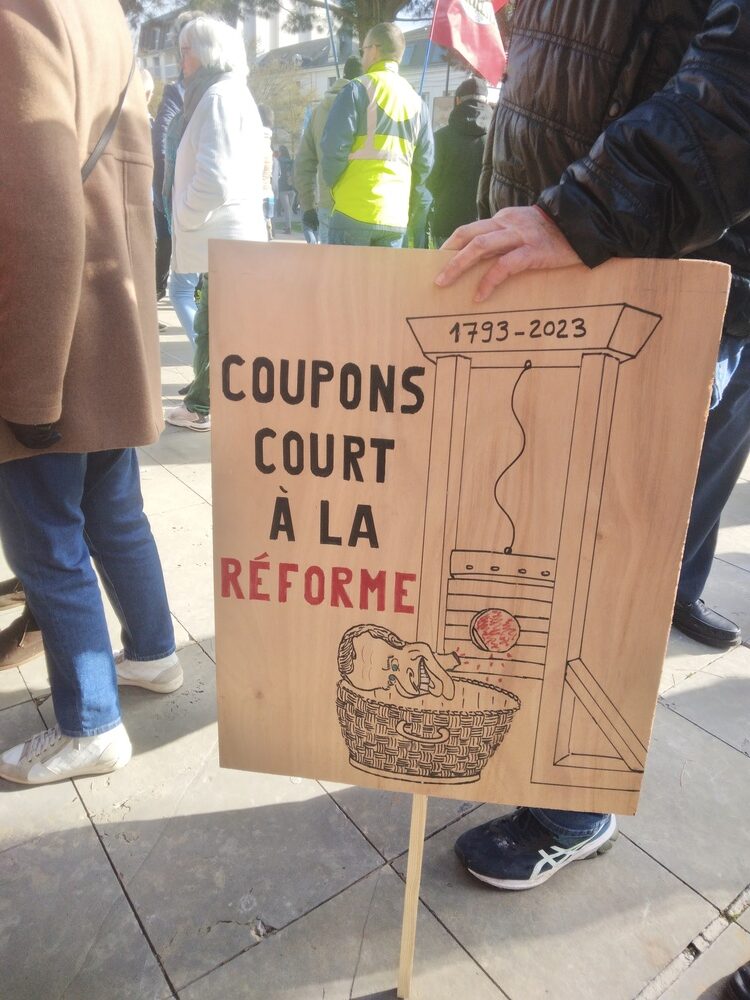 1793-2023
COUPONS
COURT
À LA
RÉFORME